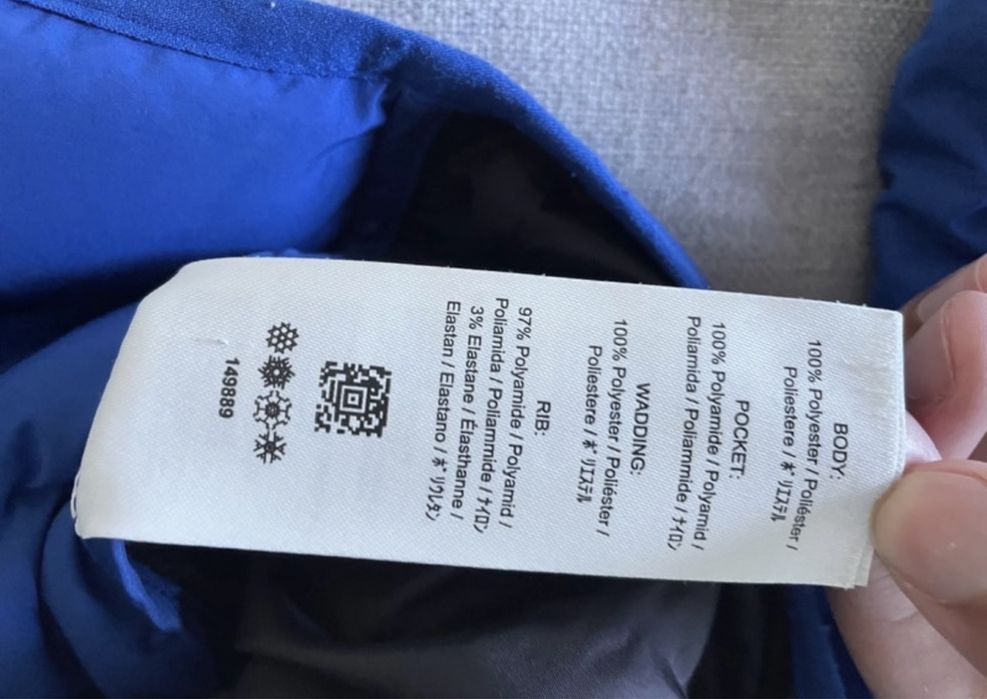 BODY:
100% Polyester / Poliéster /
Poliestere / ポリエステル
POCKET:
100% Polyamide / Polyamid /
Poliamida / Poliammide / ナイロン
WADDING:
100% Polyester / Poliéster /
Poliestere / ポリエステル
RIB:
97% Polyamide / Polyamid /
Poliamida / Poliammide / ナイロン
3% Elastane / Élasthanne /
Elastan / Elastano / ポリウレタン
149889